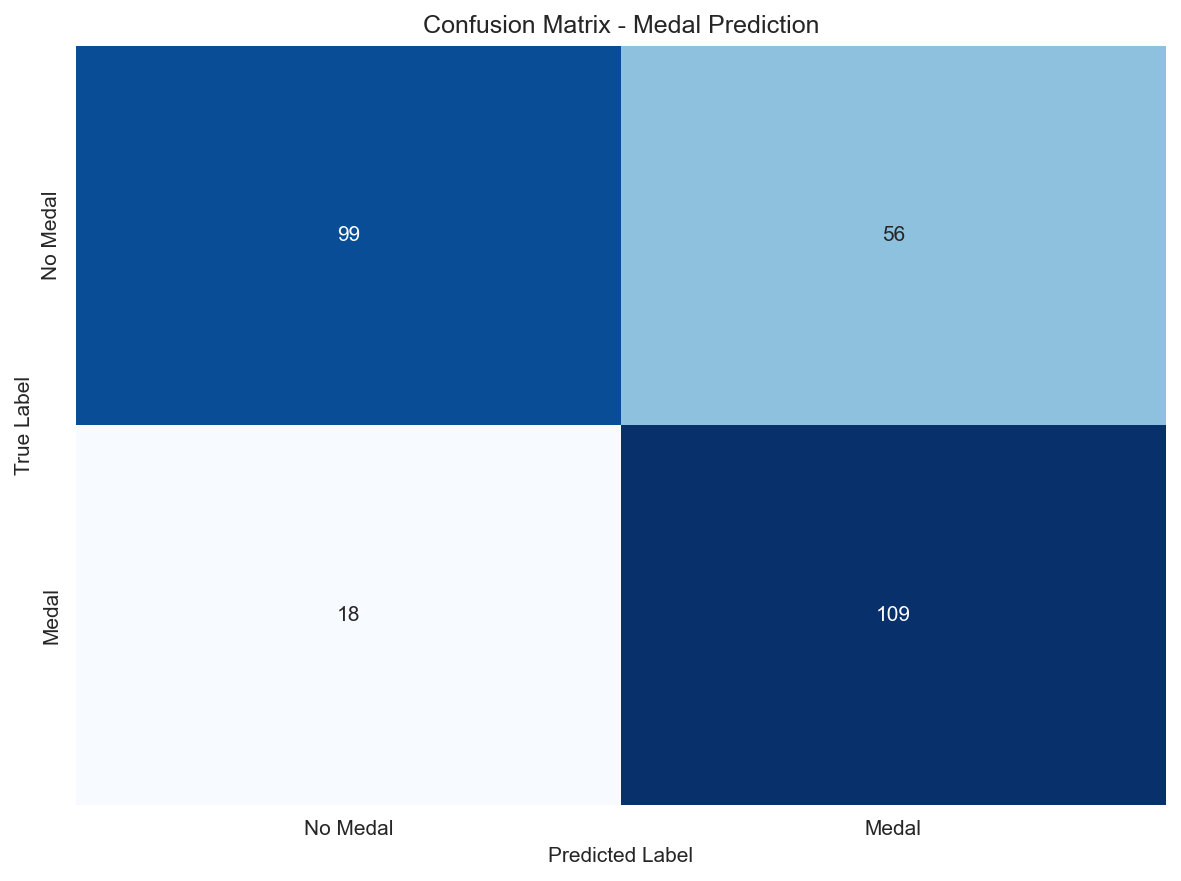 Confusion Matrix - Medal Prediction
True Label
No Medal
99
56
Medal
18
109
No Medal
Medal
Predicted Label